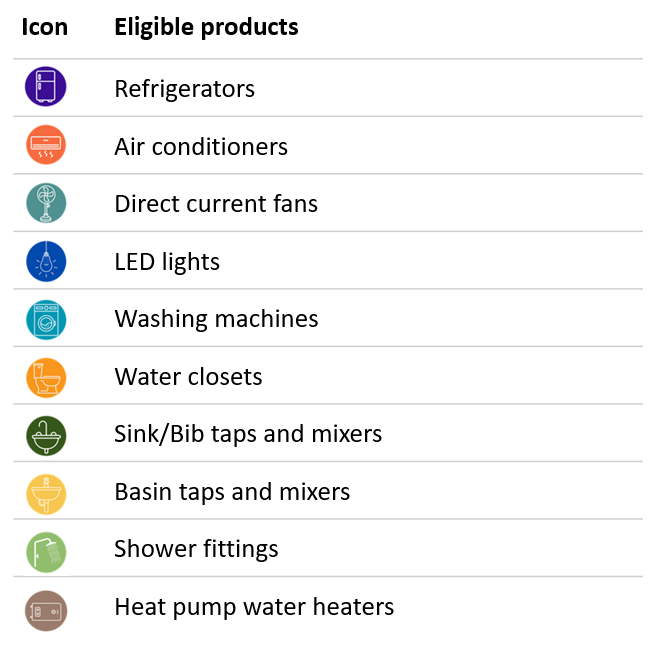 Icon Eligible products
Refrigerators
Air conditioners
Direct current fans
LED lights
Washing machines
Water closets
Sink/Bib taps and mixers
Basin taps and mixers
Shower fittings
Heat pump water heaters